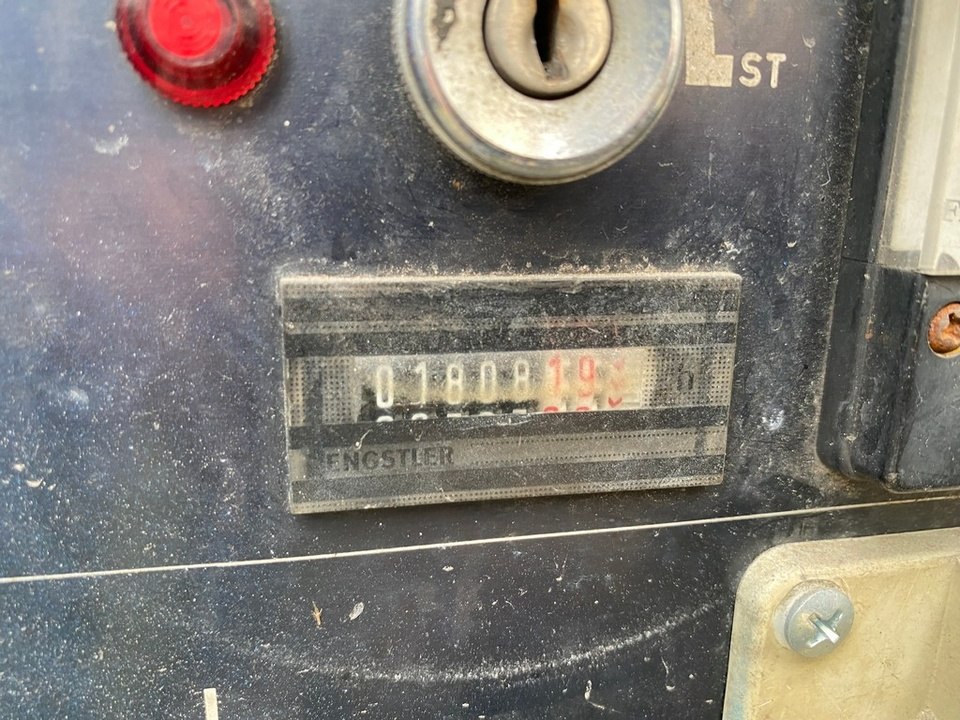 ST
0180819
h
ENGSTLER